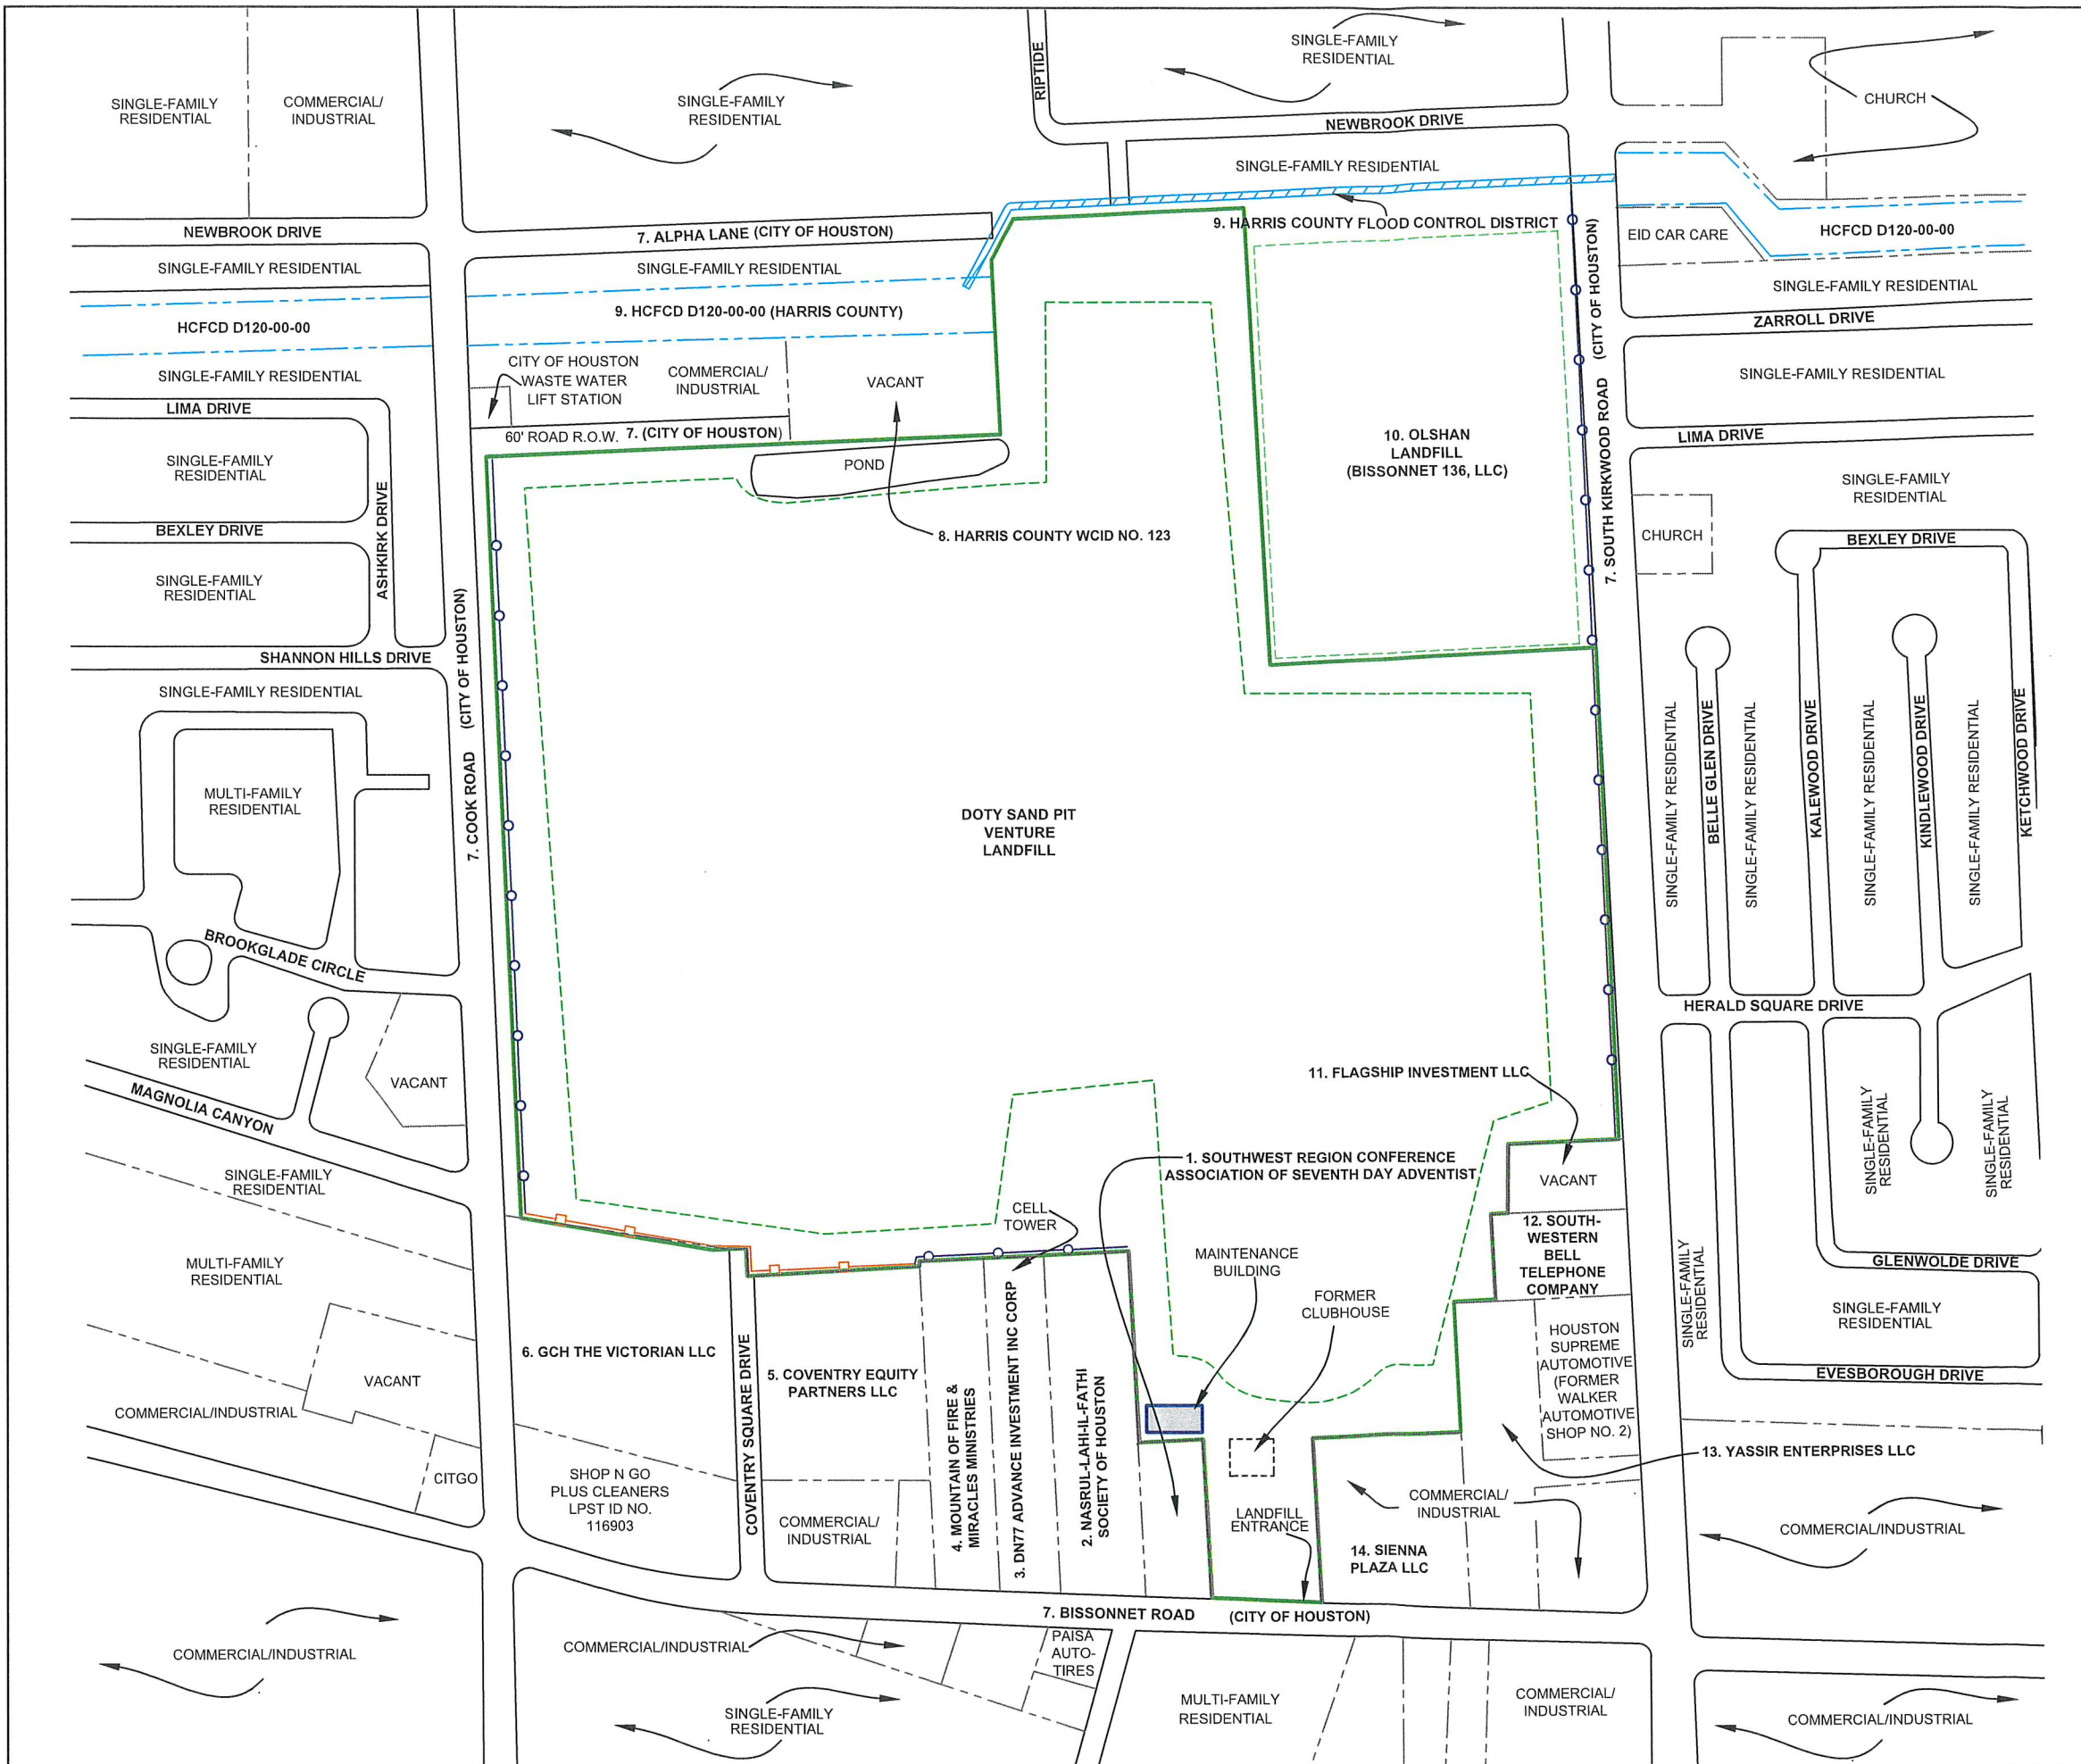 SINGLE-FAMILY
RESIDENTIAL
COMMERCIAL/
INDUSTRIAL
SINGLE-FAMILY
RESIDENTIAL
RIPTIDE
SINGLE-FAMILY
RESIDENTIAL
CHURCH
NEWBROOK DRIVE
SINGLE-FAMILY RESIDENTIAL
NEWBROOK DRIVE
7. ALPHA LANE (CITY OF HOUSTON)
9. HARRIS COUNTY FLOOD CONTROL DISTRICT
EID CAR CARE
HCFCD D120-00-00
SINGLE-FAMILY RESIDENTIAL
SINGLE-FAMILY RESIDENTIAL
SINGLE-FAMILY RESIDENTIAL
HCFCD D120-00-00
9. HCFCD D120-00-00 (HARRIS COUNTY)
ZARROLL DRIVE
SINGLE-FAMILY RESIDENTIAL
CITY OF HOUSTON
WASTE WATER
LIFT STATION
COMMERCIAL/
INDUSTRIAL
VACANT
SINGLE-FAMILY RESIDENTIAL
LIMA DRIVE
60' ROAD R.O.W. 7. (CITY OF HOUSTON)
10. OLSHAN
LANDFILL
(BISSONNET 136, LLC)
7. SOUTH KIRKWOOD ROAD (CITY OF HOUSTON)
LIMA DRIVE
SINGLE-FAMILY
RESIDENTIAL
POND
SINGLE-FAMILY
RESIDENTIAL
ASHKIRK DRIVE
BEXLEY DRIVE
8. HARRIS COUNTY WCID NO. 123
CHURCH
BEXLEY DRIVE
SINGLE-FAMILY
RESIDENTIAL
SHANNON HILLS DRIVE
7. COOK ROAD (CITY OF HOUSTON)
SINGLE-FAMILY RESIDENTIAL
MULTI-FAMILY
RESIDENTIAL
DOTY SAND PIT
VENTURE
LANDFILL
SINGLE-FAMILY RESIDENTIAL
BELLE GLEN DRIVE
SINGLE-FAMILY RESIDENTIAL
KALEWOOD DRIVE
SINGLE-FAMILY RESIDENTIAL
KINDLEWOOD DRIVE
SINGLE-FAMILY RESIDENTIAL
KETCHWOOD DRIVE
BROOKGLADE CIRCLE
HERALD SQUARE DRIVE
SINGLE-FAMILY
RESIDENTIAL
VACANT
MAGNOLIA CANYON
11. FLAGSHIP INVESTMENT LLC
SINGLE-FAMILY
RESIDENTIAL
SINGLE-FAMILY
RESIDENTIAL
SINGLE-FAMILY
RESIDENTIAL
1. SOUTHWEST REGION CONFERENCE
ASSOCIATION OF SEVENTH DAY ADVENTIST
VACANT
CELL
TOWER
12. SOUTH-
WESTERN
BELL
TELEPHONE
COMPANY
MULTI-FAMILY
RESIDENTIAL
MAINTENANCE
BUILDING
FORMER
CLUBHOUSE
SINGLE-FAMILY
RESIDENTIAL
GLENWOLDE DRIVE
SINGLE-FAMILY
RESIDENTIAL
EVESBOROUGH DRIVE
HOUSTON
SUPREME
AUTOMOTIVE
(FORMER
WALKER
AUTOMOTIVE
SHOP NO. 2)
6. GCH THE VICTORIAN LLC
COVENTRY SQUARE DRIVE
5. COVENTRY EQUITY
PARTNERS LLC
4. MOUNTAIN OF FIRE &
MIRACLES MINISTRIES
3. DN77 ADVANCE INVESTMENT INC CORP
2. NASRUL-LAHI-IL-FATHI
SOCIETY OF HOUSTON
VACANT
COMMERCIAL/INDUSTRIAL
CITGO
13. YASSIR ENTERPRISES LLC
SHOP N GO
PLUS CLEANERS
LPST ID NO.
116903
COMMERCIAL/
INDUSTRIAL
LANDFILL
ENTRANCE
COMMERCIAL/
INDUSTRIAL
14. SIENNA
PLAZA LLC
COMMERCIAL/INDUSTRIAL
7. BISSONNET ROAD (CITY OF HOUSTON)
COMMERCIAL/INDUSTRIAL
COMMERCIAL/INDUSTRIAL
PAISA
AUTO-
TIRES
SINGLE-FAMILY
RESIDENTIAL
MULTI-FAMILY
RESIDENTIAL
COMMERCIAL/
INDUSTRIAL
COMMERCIAL/INDUSTRIAL